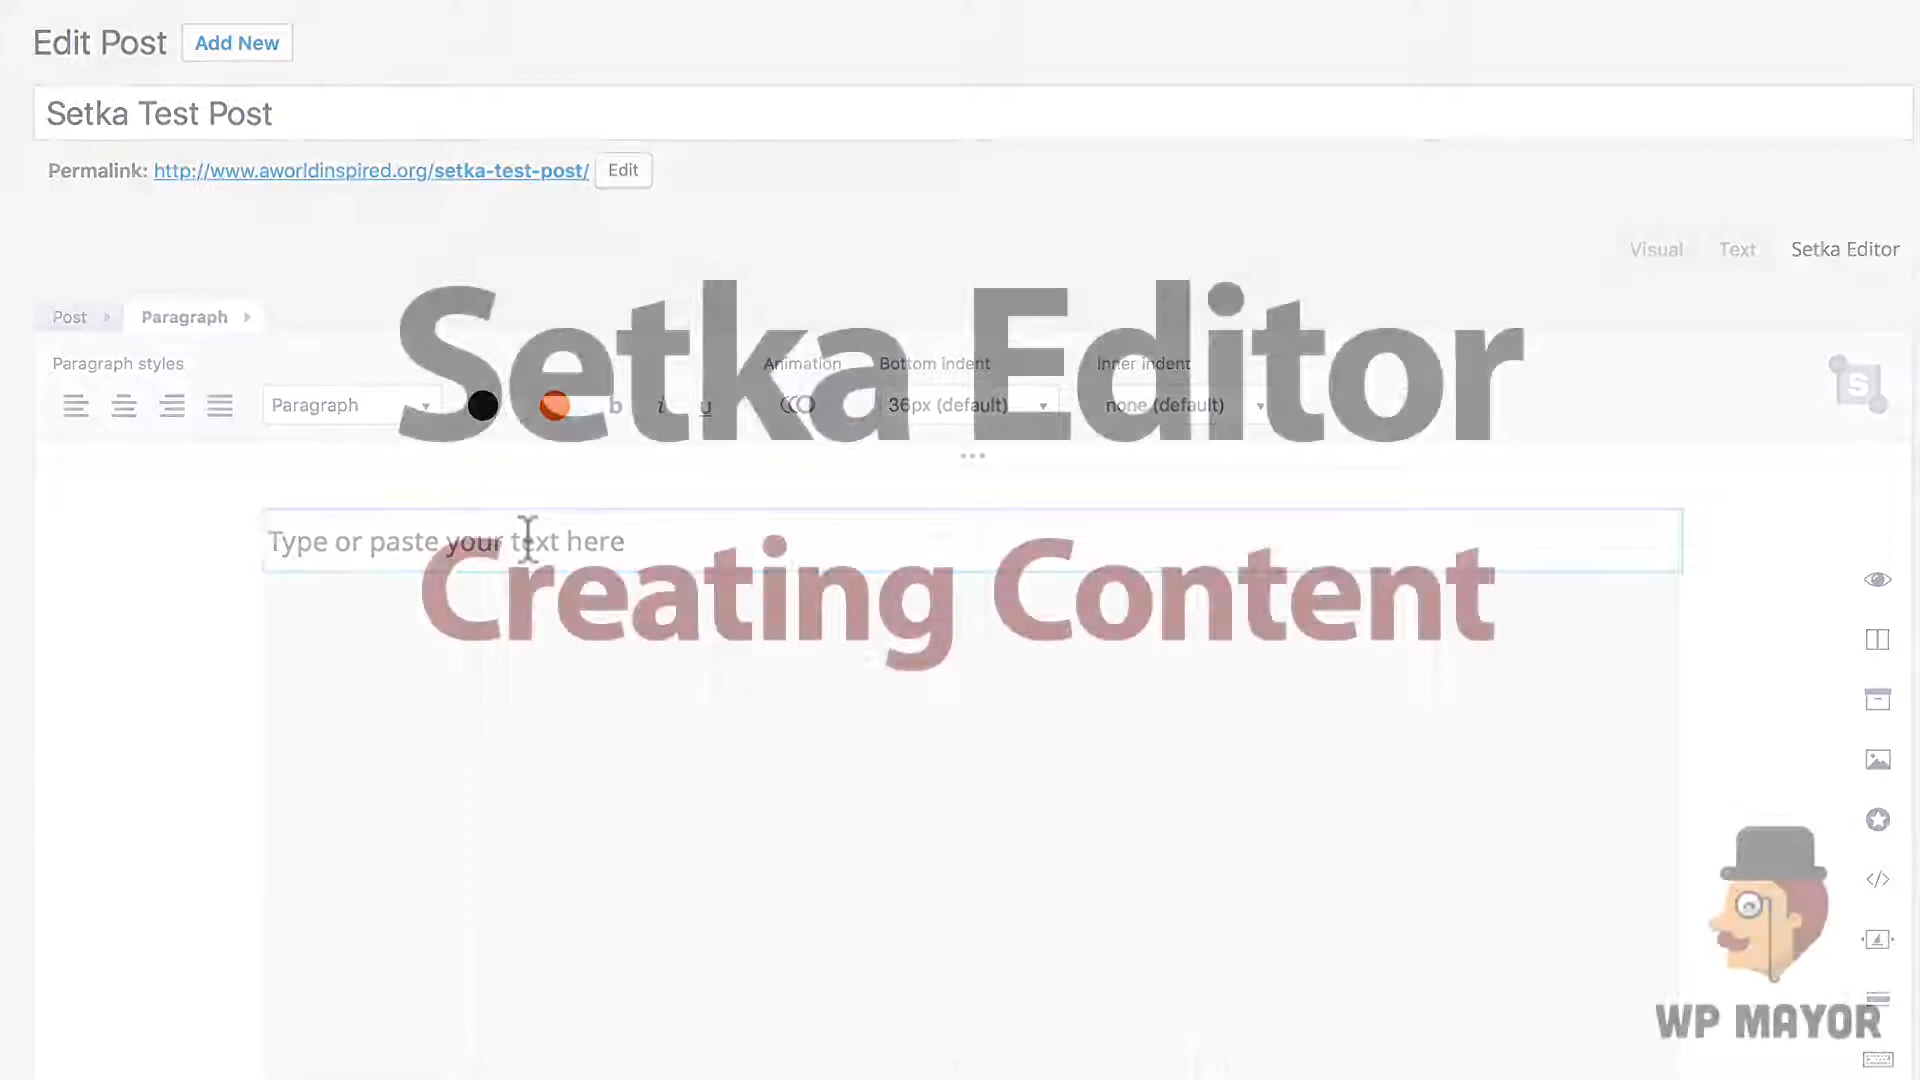 Edit Post Add New
Setka Test Post
Permalink: http://www.aworldinspired.org/setka-test-post/ Edit
Visual Text Setka Editor
Setka Editor
Post Paragraph
Paragraph styles Animation Bottom indent Inner indent
Paragraph b i u 36px (default) none (default)
S
Type or paste your text here
Creating Content
WP MAYOR